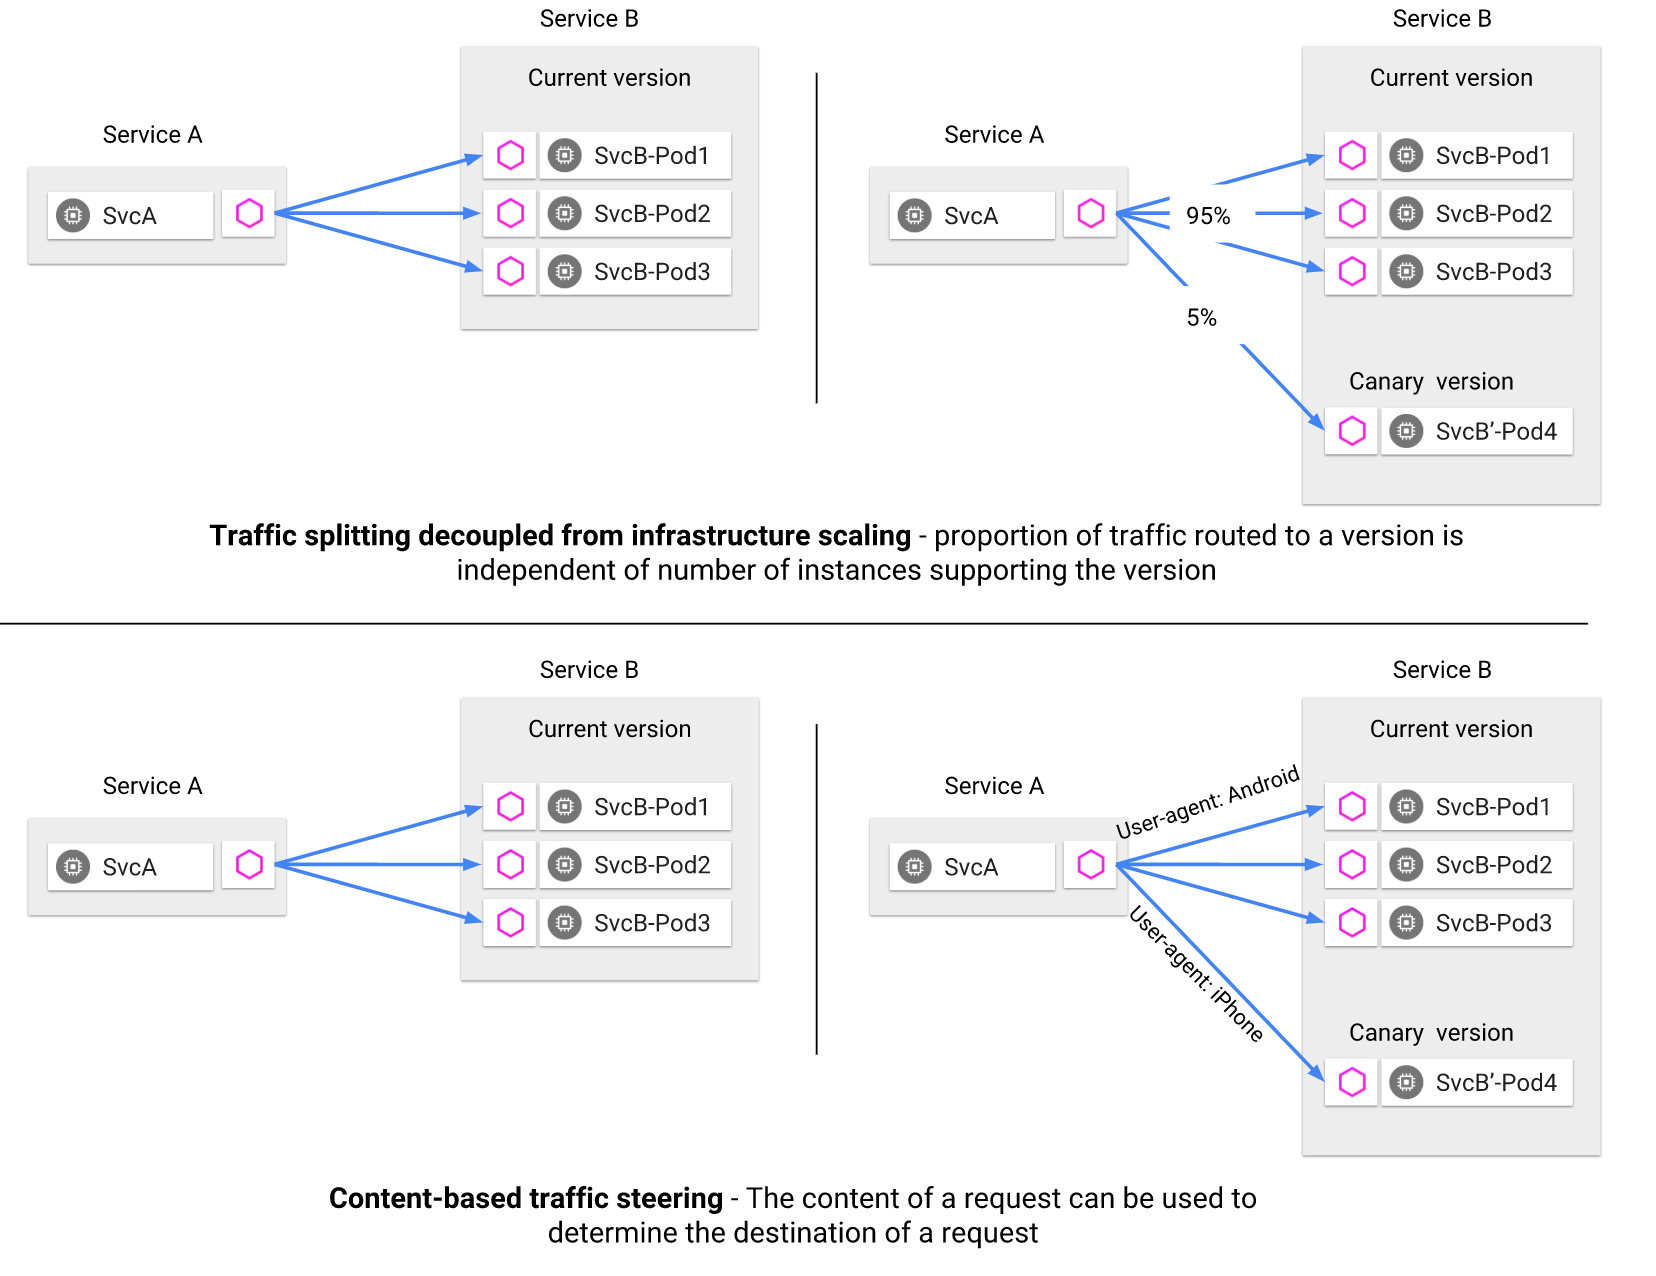 Service B
Current version
Service A
SvcA
SvcB-Pod1
SvcB-Pod2
SvcB-Pod3
Service B
Current version
Service A
SvcA
95%
5%
SvcB-Pod1
SvcB-Pod2
SvcB-Pod3
Canary version
SvcB’-Pod4
Traffic splitting decoupled from infrastructure scaling - proportion of traffic routed to a version is
independent of number of instances supporting the version
Service B
Current version
Service A
SvcA
SvcB-Pod1
SvcB-Pod2
SvcB-Pod3
Service B
Current version
Service A
SvcA
User-agent: Android
User-agent: iPhone
SvcB-Pod1
SvcB-Pod2
SvcB-Pod3
Canary version
SvcB’-Pod4
Content-based traffic steering - The content of a request can be used to
determine the destination of a request